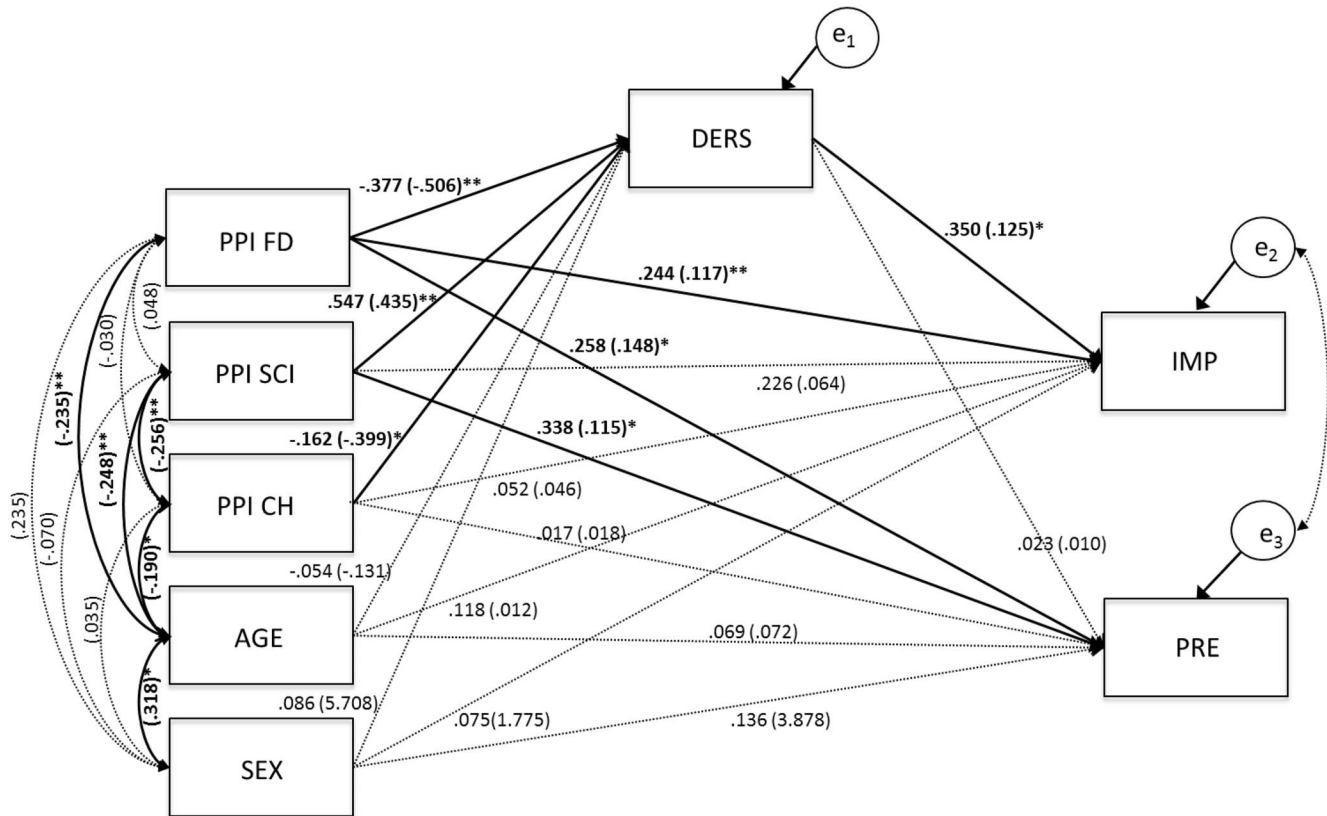 e1
DERS
-.377 (-.506)**
PPI FD
.350 (.125)*
e2
.244 (.117)**
.547 (.435)**
(.048)
(-.030)
.258 (.148)*
IMP
PPI SCI
.226 (.064)
(-.235)**
(-.256)**
(-.248)**
-.162 (-.399)*
.338 (.115)*
PPI CH
.052 (.046)
(.235)
(-.070)
e3
.017 (.018)
.023 (.010)
(-.190)*
-.054 (-.131)
(.035)
.118 (.012)
AGE
.069 (.072)
PRE
(.318)*
.086 (5.708)
.075(1.775)
.136 (3.878)
SEX